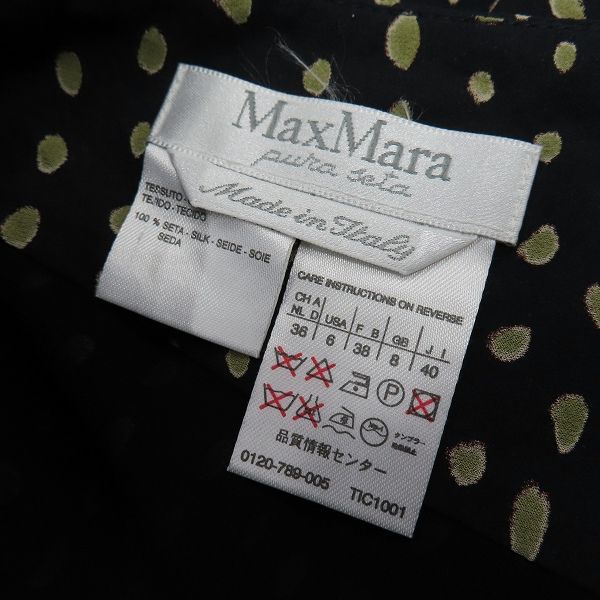 MaxMara
pura seta
Made in Italy
TEJIDO - TECIDO
100 % SETA - SILK - SEIDE - SOIE
SEDA
CARE INSTRUCTIONS ON REVERSE
CH A
NL D USA F B GB J I
36 6 38 8 40
P
品質情報センター
0120-789-005 TIC1001